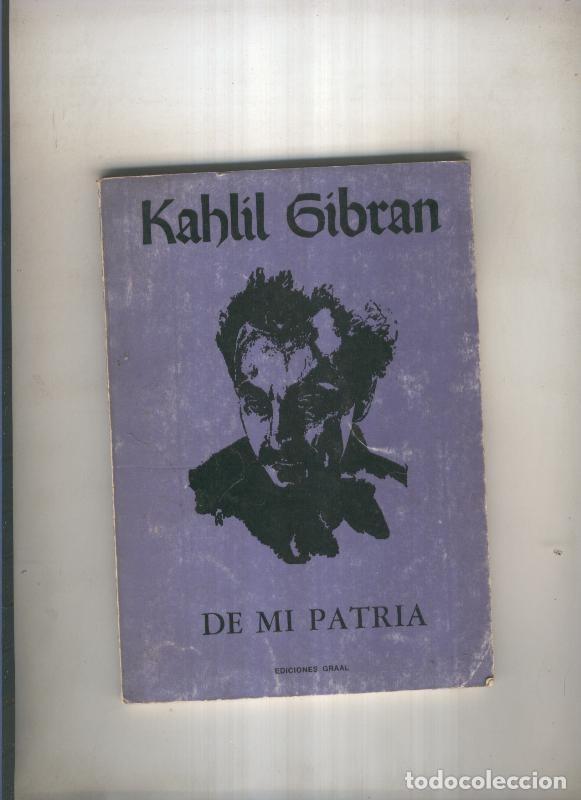 Kahlil Gibran
DE MI PATRIA
EDICIONES GRAAL
todocoleccion